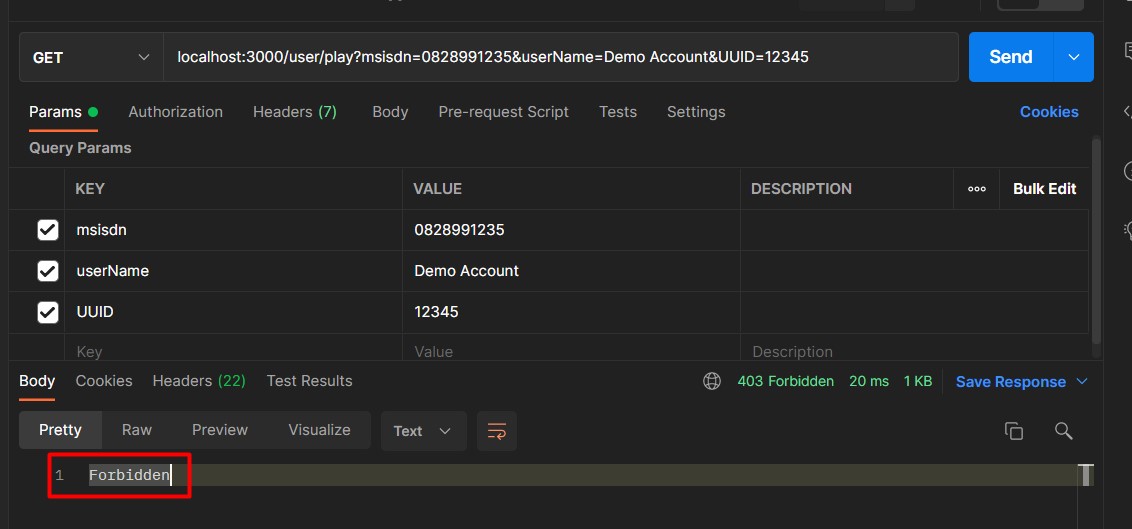 GET localhost:3000/user/play?msisdn=0828991235&userName=Demo Account&UUID=12345 Send
Params Authorization Headers (7) Body Pre-request Script Tests Settings Cookies
Query Params
KEY VALUE DESCRIPTION Bulk Edit
msisdn 0828991235
userName Demo Account
UUID 12345
Key Value Description
Body Cookies Headers (22) Test Results 403 Forbidden 20 ms 1 KB Save Response
Pretty Raw Preview Visualize Text
1 Forbidden